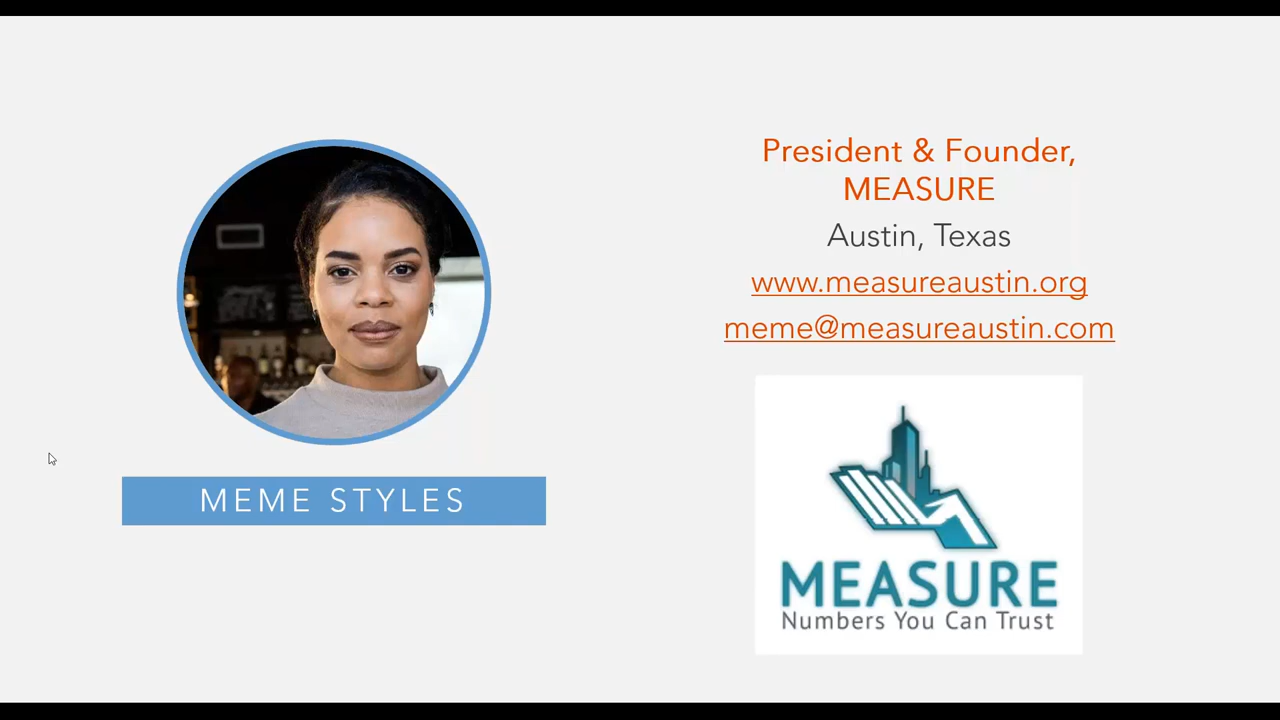 MEME STYLES
President & Founder,
MEASURE
Austin, Texas
www.measureaustin.org
meme@measureaustin.com
MEASURE
Numbers You Can Trust